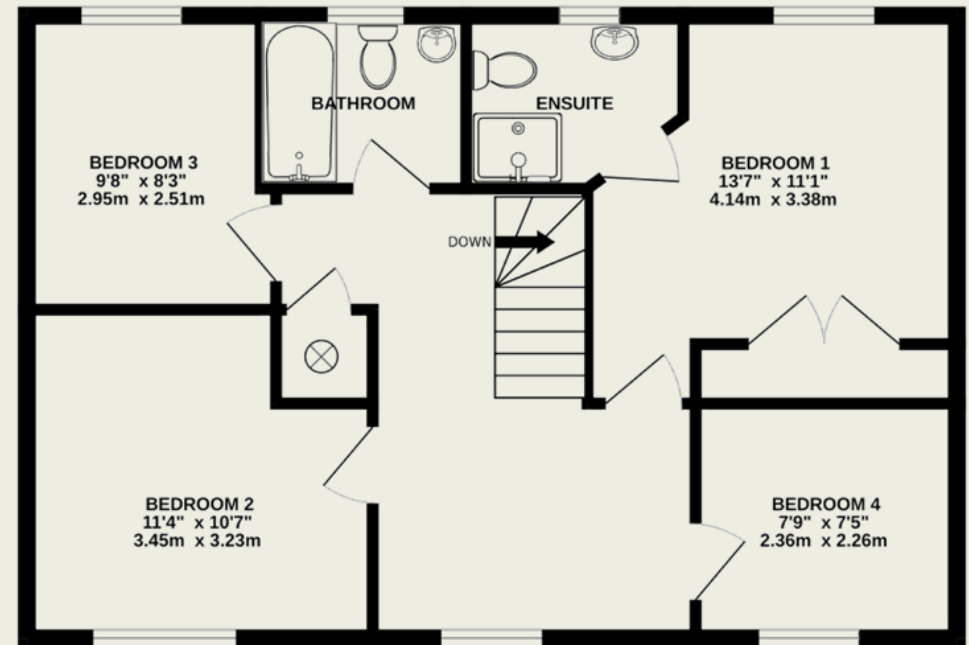 BATHROOM
ENSUITE
BEDROOM 3
9'8" x 8'3"
2.95m x 2.51m
BEDROOM 1
13'7" x 11'1"
4.14m x 3.38m
DOWN
BEDROOM 2
11'4" x 10'7"
3.45m x 3.23m
BEDROOM 4
7'9" x 7'5"
2.36m x 2.26m